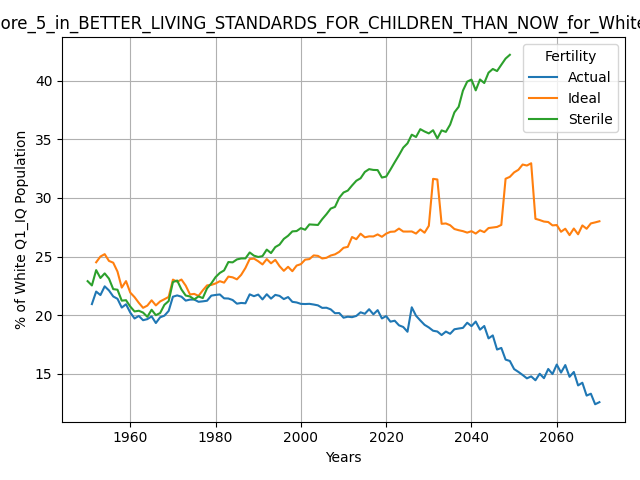 ore_5_in_BETTER_LIVING_STANDARDS_FOR_CHILDREN_THAN_NOW_for_White
Fertility
Actual
Ideal
Sterile
% of White Q1_IQ Population
40
35
30
25
20
15
1960 1980 2000 2020 2040 2060
Years